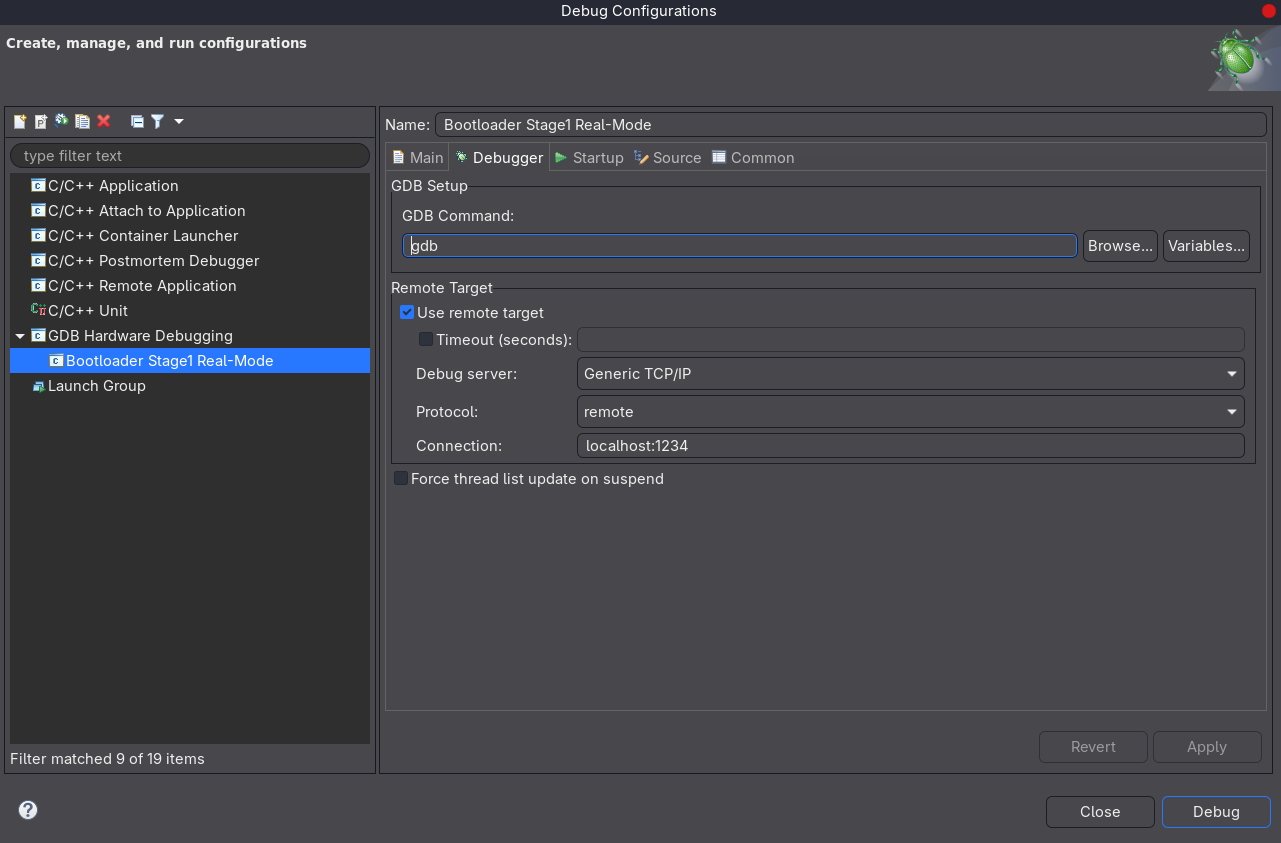 Debug Configurations
Create, manage, and run configurations
type filter text
C/C++ Application
C/C++ Attach to Application
C/C++ Container Launcher
C/C++ Postmortem Debugger
C/C++ Remote Application
C/C++ Unit
GDB Hardware Debugging
Bootloader Stage1 Real-Mode
Launch Group
Filter matched 9 of 19 items
Name: Bootloader Stage1 Real-Mode
Main Debugger Startup Source Common
GDB Setup
GDB Command:
gdb Browse... Variables...
Remote Target
Use remote target
Timeout (seconds):
Debug server: Generic TCP/IP
Protocol: remote
Connection: localhost:1234
Force thread list update on suspend
Revert Apply
? Close Debug